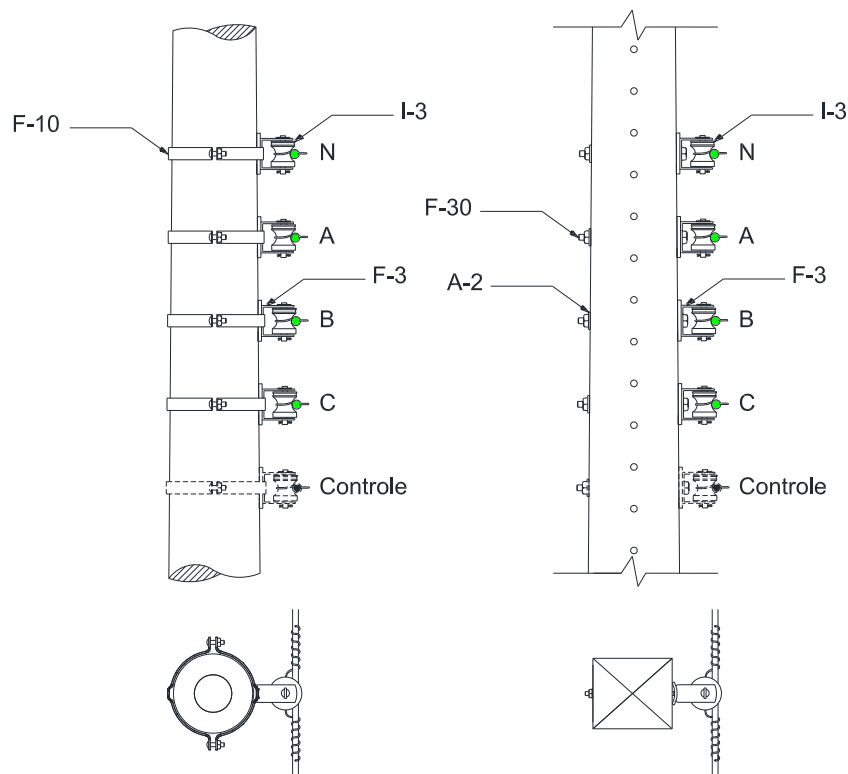 I-3
F-10
N
A
F-3
B
C
Controle
I-3
N
F-30
A
A-2
F-3
B
C
Controle